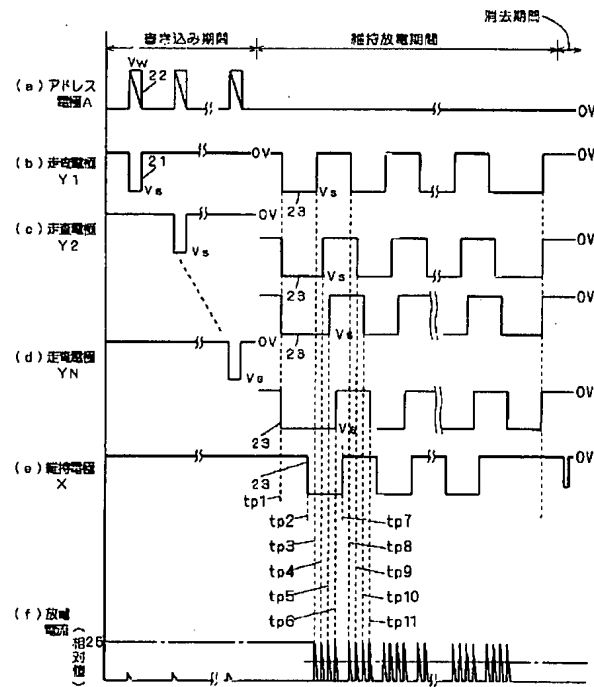 消去期間
書き込み期間
維持放電期間
(a)アドレス
電極A
Vw
22
0V
(b)走査電極
Y1
21
Vs
0V
23
Vs
0V
(c)走査電極
Y2
Vs
0V
23
Vs
0V
23
Vs
0V
(d)走査電極
YN
Vs
0V
23
Vs
0V
(e)維持電極
X
23
0V
tp1
tp2
tp3
tp4
tp5
tp6
tp7
tp8
tp9
tp10
tp11
(f)放電
電流
(相対値)
25